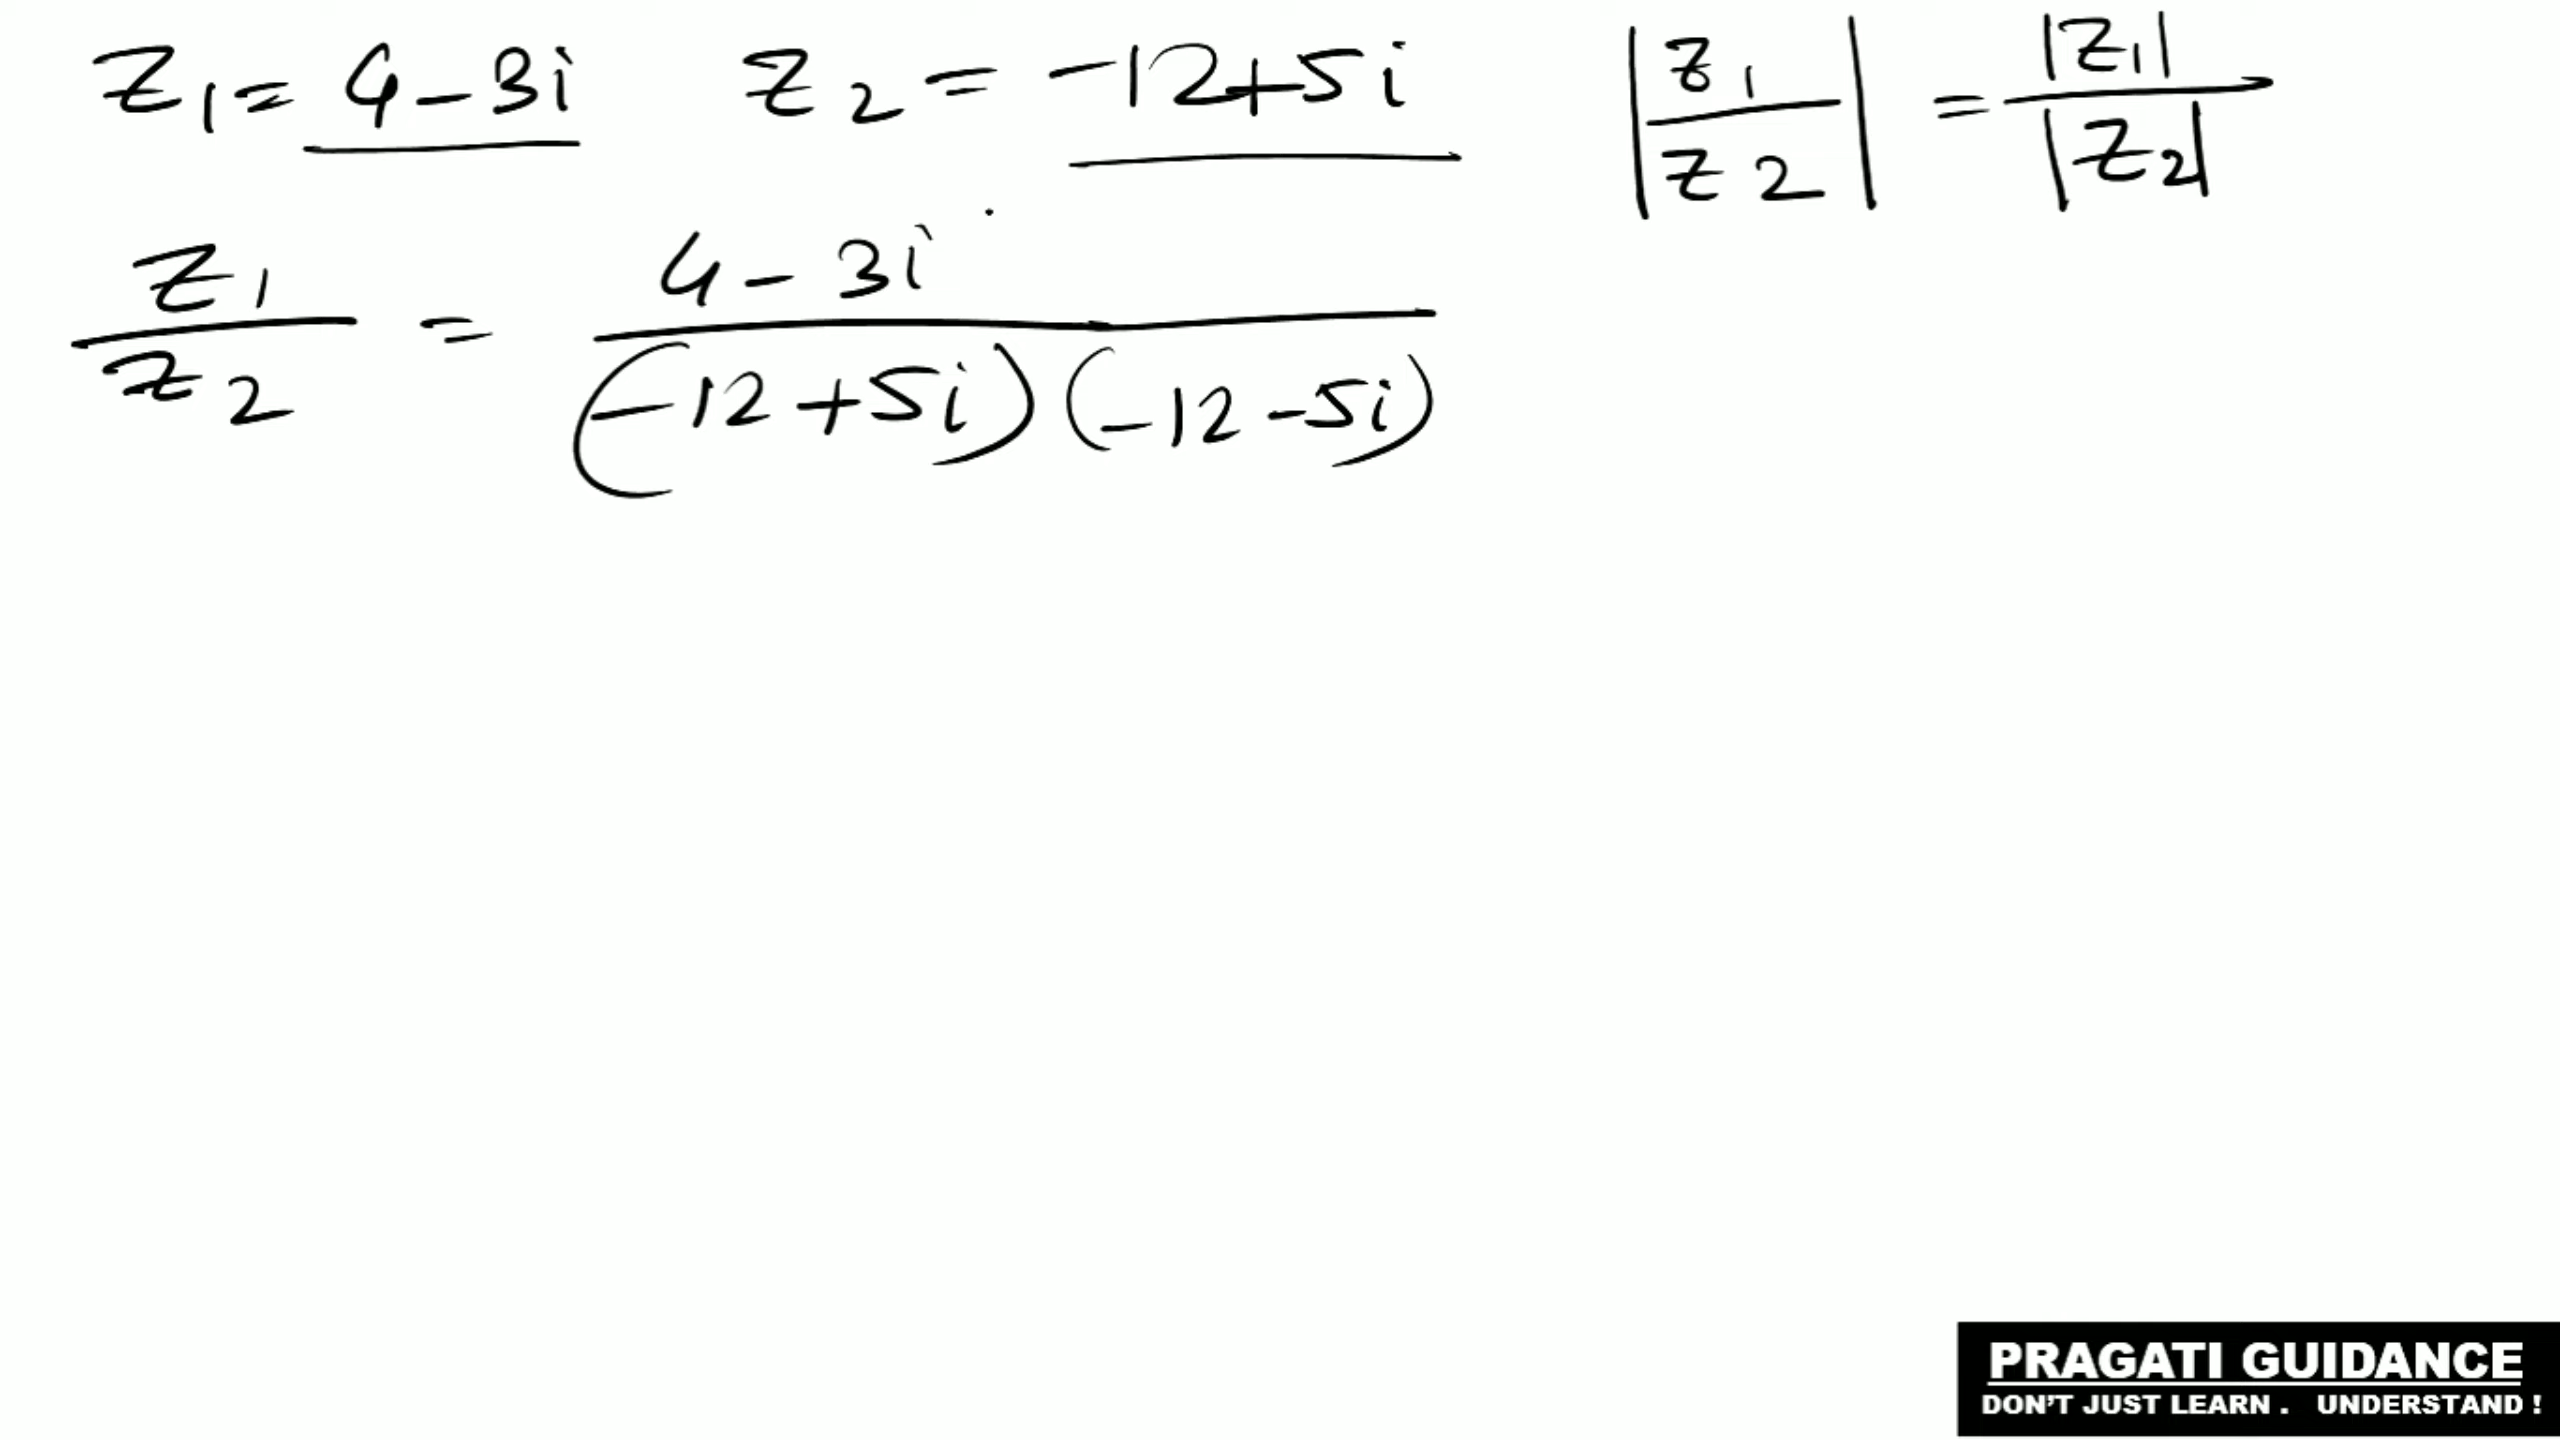 z₁ = 4 - 3i   z₂ = -12 + 5i   |z₁/z₂| = |z₁|/|z₂|
z₁/z₂ = 4 - 3i / (-12 + 5i)(-12 - 5i)
PRAGATI GUIDANCE
DON'T JUST LEARN . UNDERSTAND !